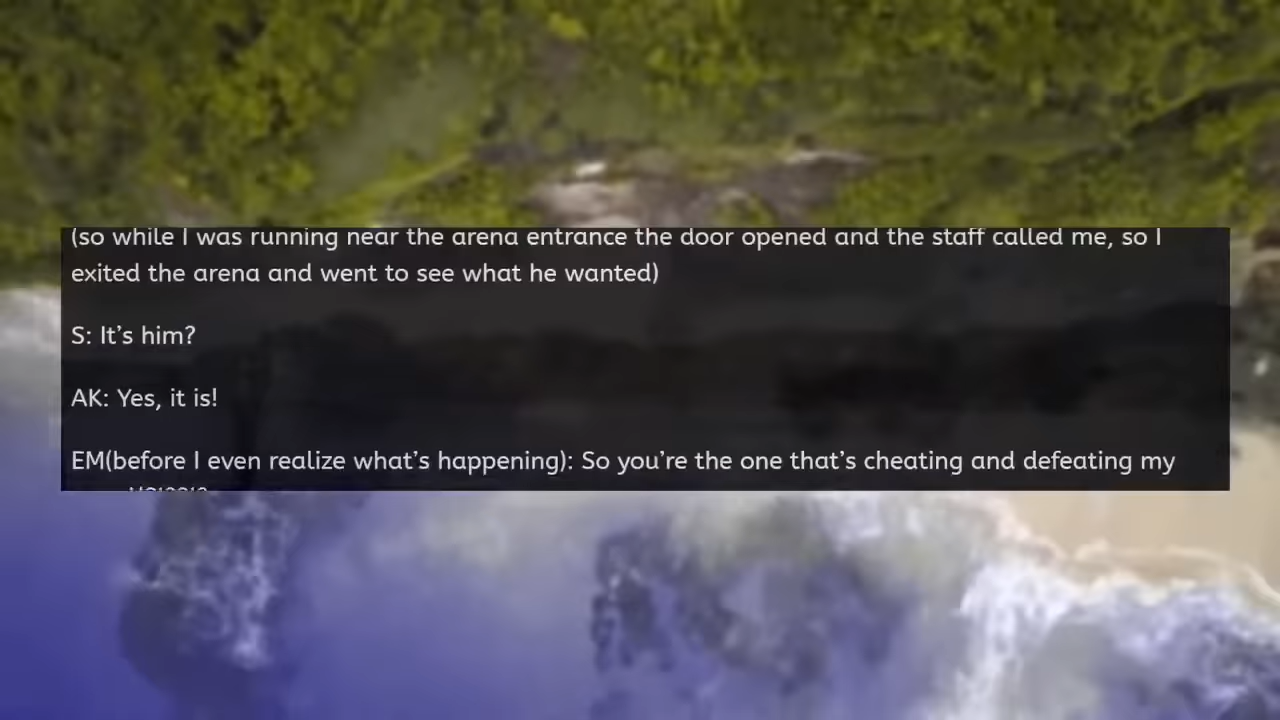 (so while I was running near the arena entrance the door opened and the staff called me, so I
exited the arena and went to see what he wanted)
S: It’s him?
AK: Yes, it is!
EM(before I even realize what’s happening): So you’re the one that’s cheating and defeating my